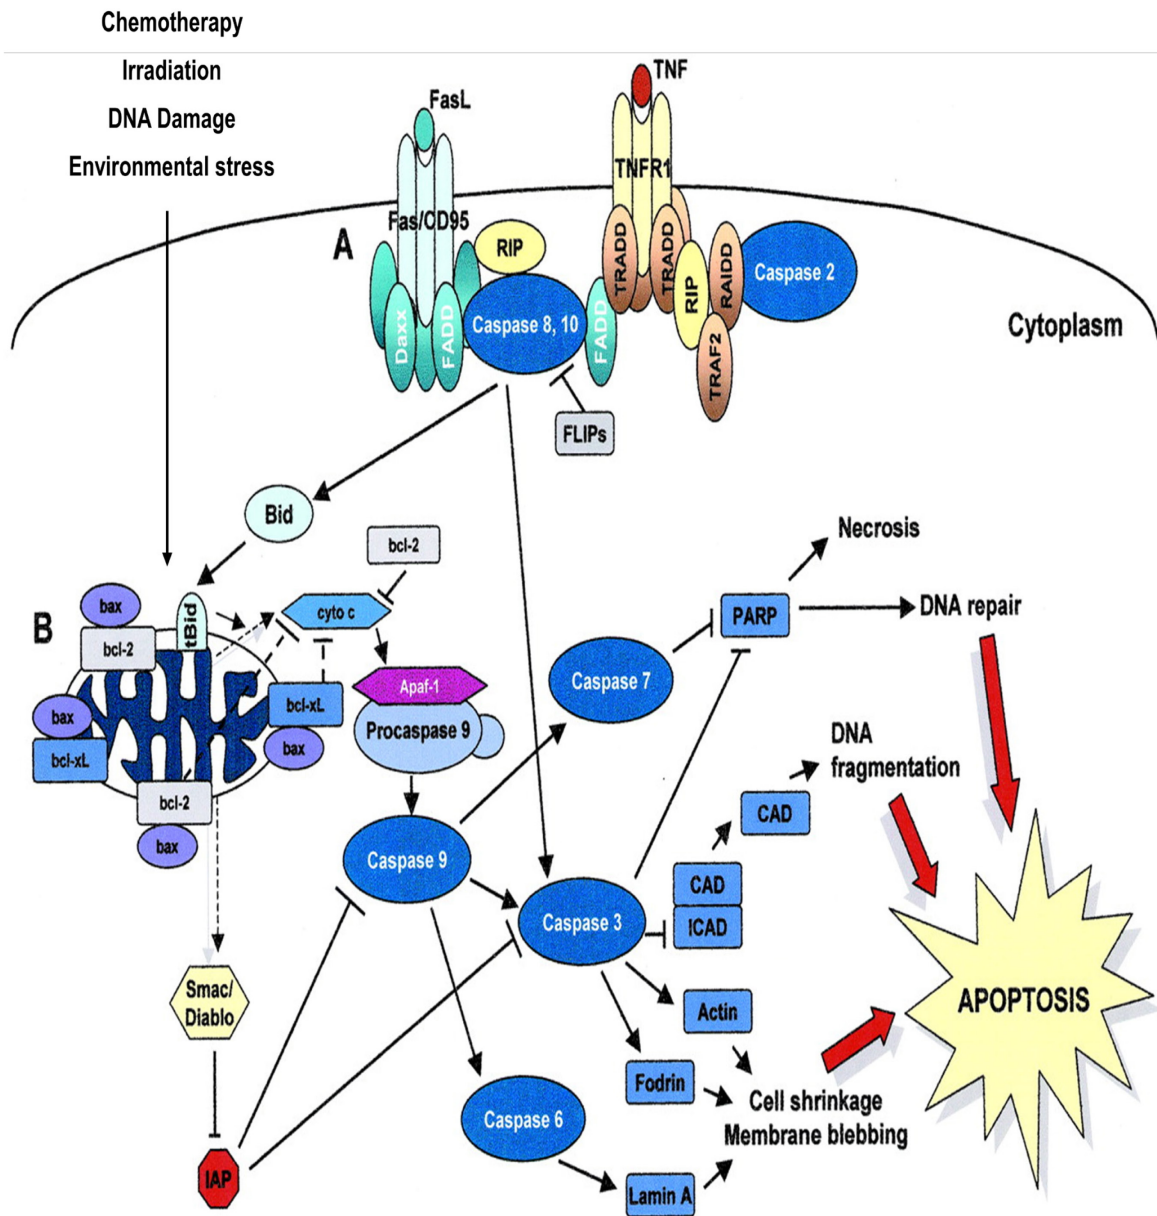 Chemotherapy
Irradiation
DNA Damage
Environmental stress
FasL
TNF
Fas/CD95
TNFR1
A
RIP
TRADD
TRADD
RIP
RAIDD
Caspase 2
Daxx
FADD
Caspase 8, 10
FADD
TRAF2
Cytoplasm
FLIPs
Bid
bcl-2
Necrosis
B
bax
tBid
cyto c
PARP
DNA repair
bcl-2
Apaf-1
Caspase 7
bax
bcl-xL
Procaspase 9
bcl-xL
bax
DNA
fragmentation
bcl-2
bax
Caspase 9
CAD
CAD
ICAD
Caspase 3
Smac/
Diablo
Actin
APOPTOSIS
Fodrin
Caspase 6
Cell shrinkage
Membrane blebbing
IAP
Lamin A